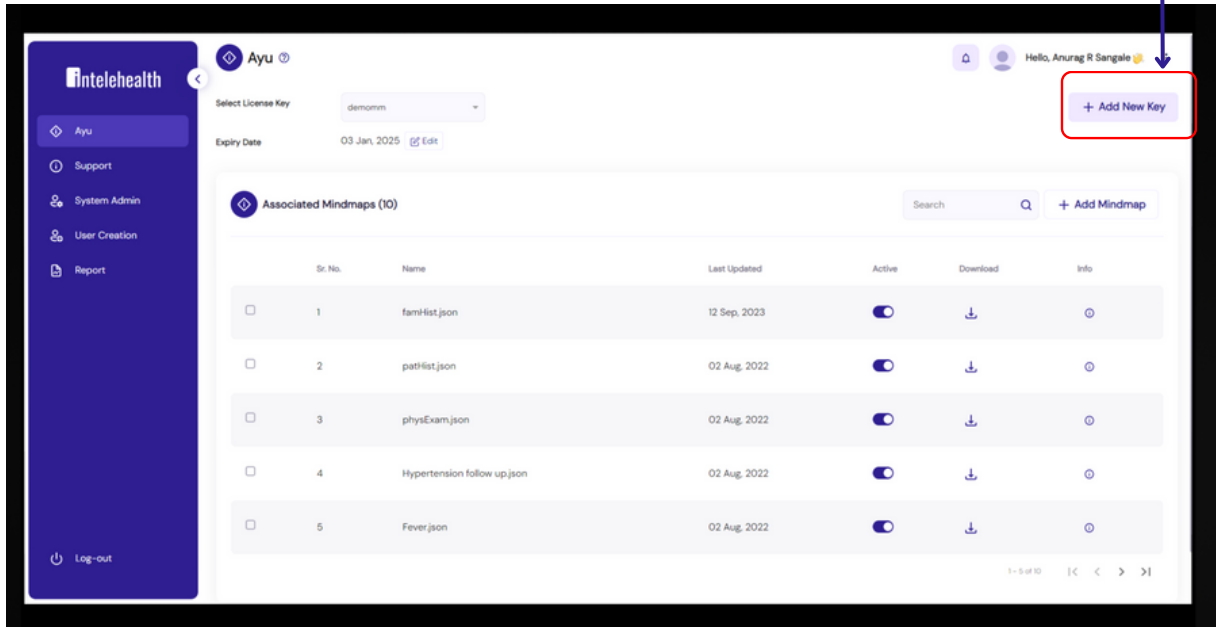 intelehealth
Ayu
Hello, Anurag R Sangale
Select License Key
demomm
+ Add New Key
Expiry Date
03 Jan, 2025
Edit
Ayu
Support
System Admin
User Creation
Report
Log-out
Associated Mindmaps (10)
Search
+ Add Mindmap
Sr. No. Name Last Updated Active Download Info
1 famHist.json 12 Sep, 2023
2 patHist.json 02 Aug, 2022
3 physExam.json 02 Aug, 2022
4 Hypertension follow up.json 02 Aug, 2022
5 Fever.json 02 Aug, 2022
1 – 5 of 10